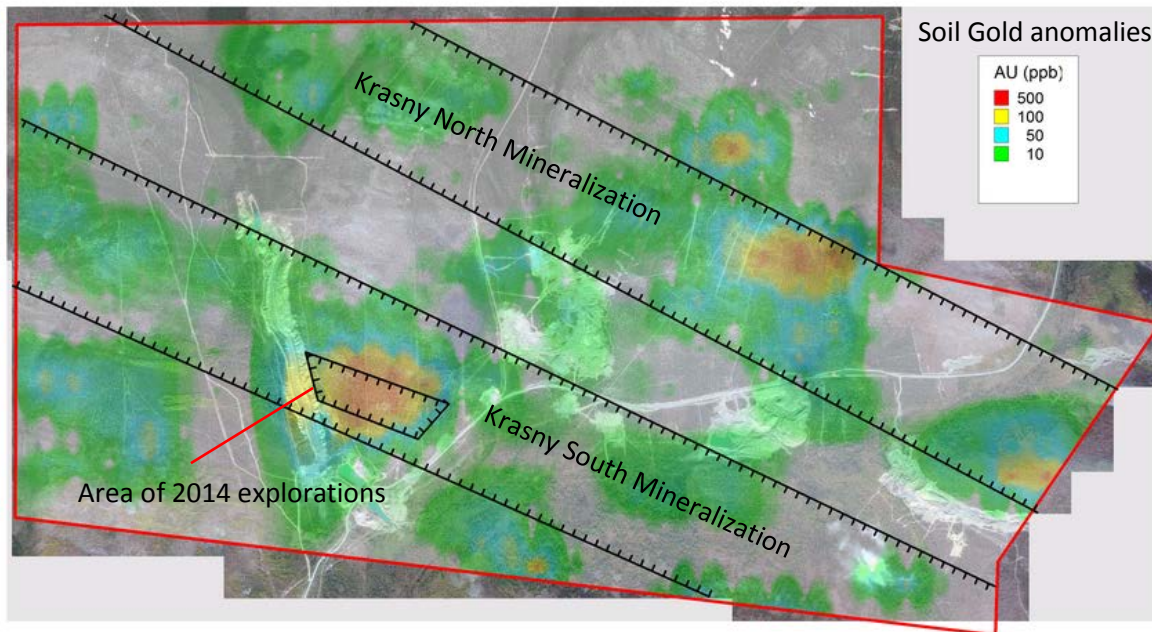 Soil Gold anomalies
AU (ppb)
500
100
50
10
Krasny North Mineralization
Krasny South Mineralization
Area of 2014 explorations